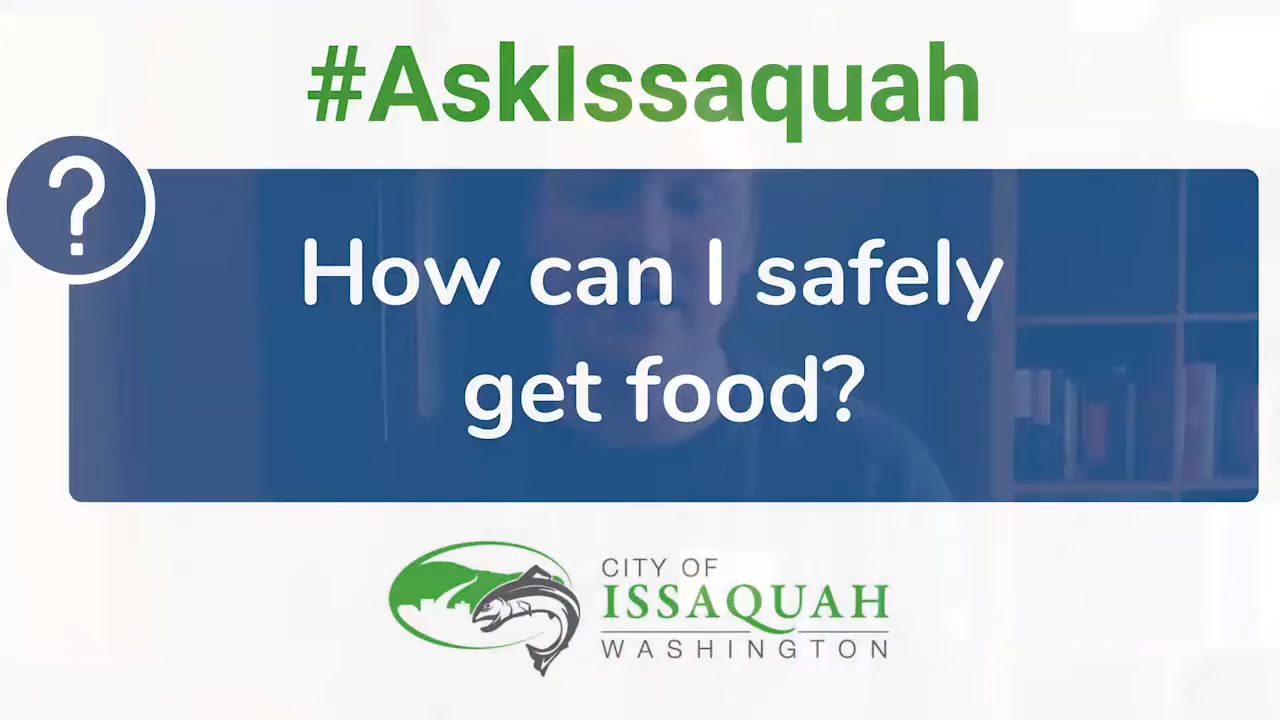 #AskIssaquah
?
How can I safely
get food?
CITY OF
ISSAQUAH
WASHINGTON